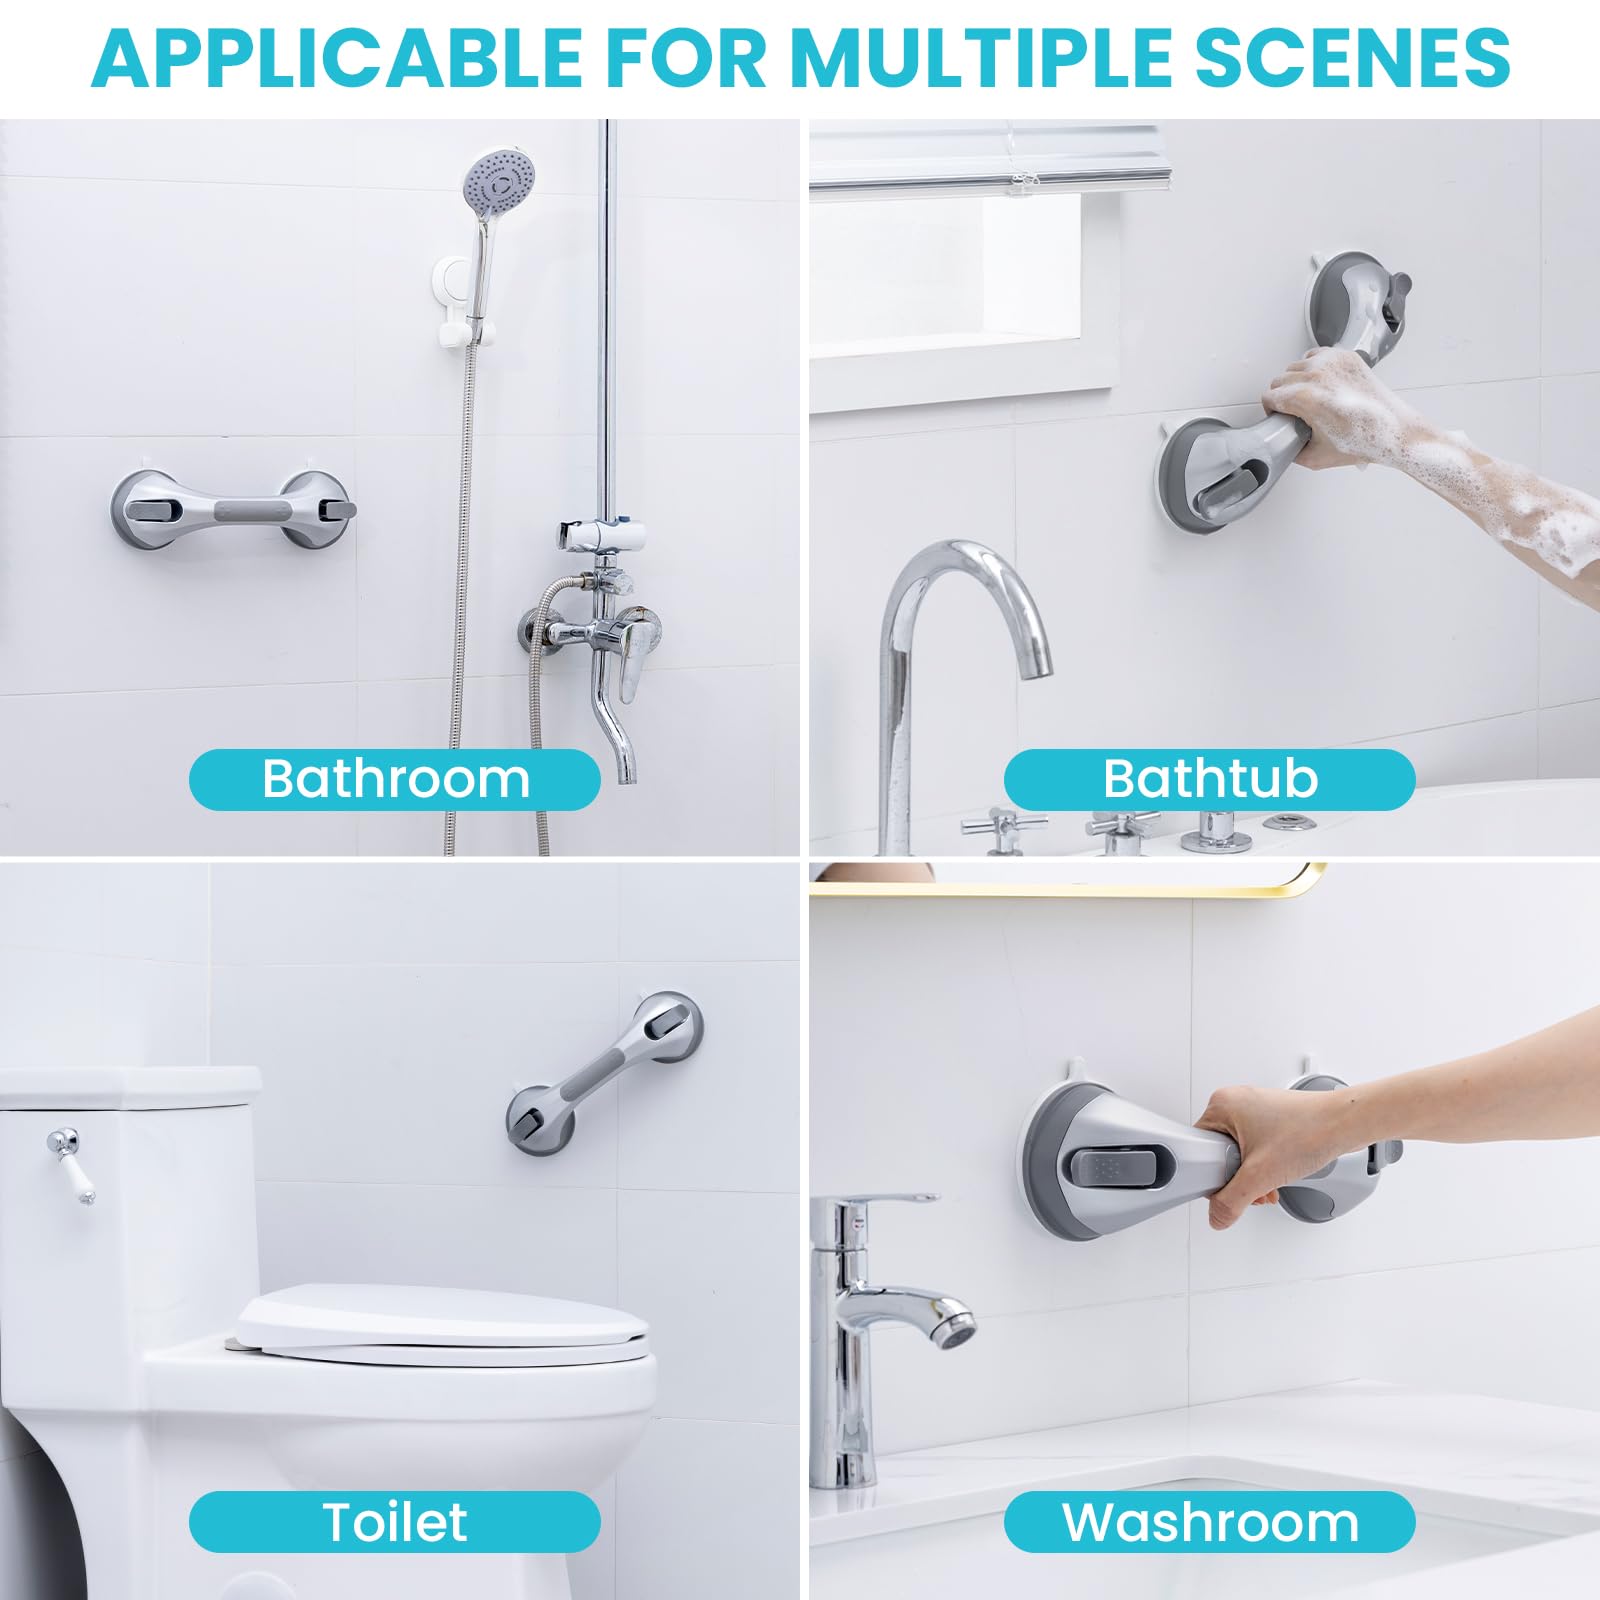 APPLICABLE FOR MULTIPLE SCENES
Bathroom
Bathtub
Toilet
Washroom